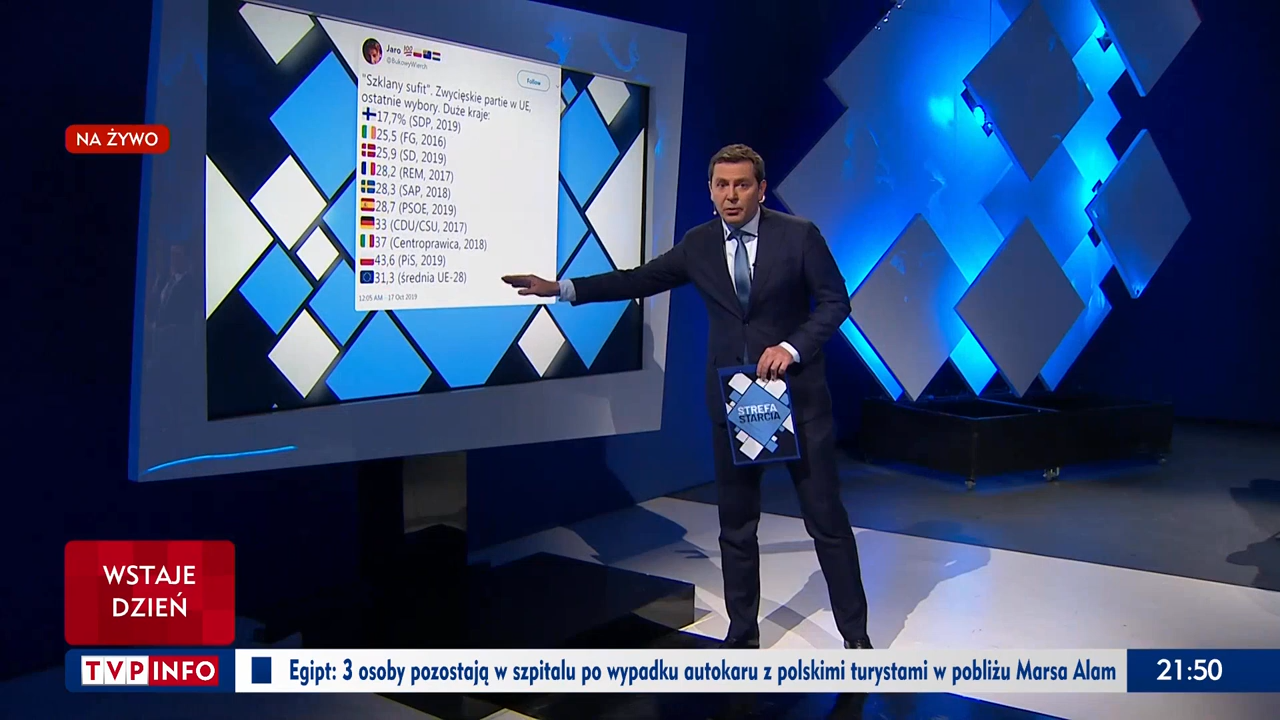 Jaro
@BukowyWierch
Follow
"Szklany sufit". Zwycięskie partie w UE,
ostatnie wybory. Duże kraje:
17,7% (SDP, 2019)
25,5 (FG, 2016)
25,9 (SD, 2019)
28,2 (REM, 2017)
28,3 (SAP, 2018)
28,7 (PSOE, 2019)
33 (CDU/CSU, 2017)
37 (Centroprawica, 2018)
43,6 (PiS, 2019)
31,3 (średnia UE-28)
12:05 AM - 17 Oct 2019
NA ŻYWO
STREFA
STARCIA
WSTAJE
DZIEŃ
TVP INFO
Egipt: 3 osoby pozostają w szpitalu po wypadku autokaru z polskimi turystami w pobliżu Marsa Alam
21:50